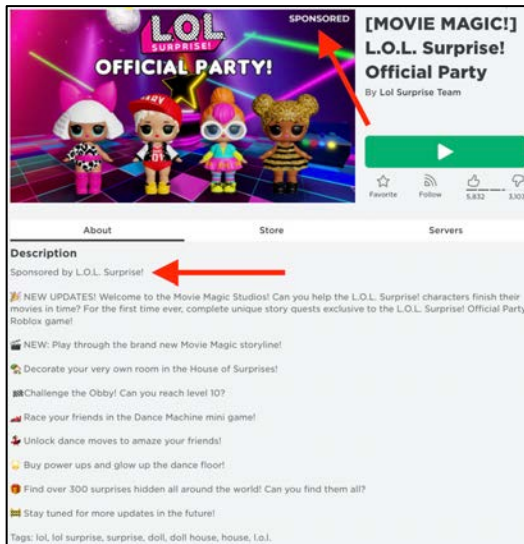 LOL
SURPRISE!
OFFICIAL PARTY!
SPONSORED
[MOVIE MAGIC!]
L.O.L. Surprise!
Official Party
By Lol Surprise Team
Favorite Follow 5,832 3,103
About Store Servers
Description
Sponsored by L.O.L. Surprise!
🎉 NEW UPDATES! Welcome to the Movie Magic Studios! Can you help the L.O.L. Surprise! characters finish their
movies in time? For the first time ever, complete unique story quests exclusive to the L.O.L. Surprise! Official Party
Roblox game!
🎬 NEW: Play through the brand new Movie Magic storyline!
🏡 Decorate your very own room in the House of Surprises!
🏁Challenge the Obby! Can you reach level 10?
🏎️ Race your friends in the Dance Machine mini game!
💃 Unlock dance moves to amaze your friends!
🌟 Buy power ups and glow up the dance floor!
🎁 Find over 300 surprises hidden all around the world! Can you find them all?
🚧 Stay tuned for more updates in the future!
Tags: lol, lol surprise, surprise, doll, doll house, house, l.o.l.